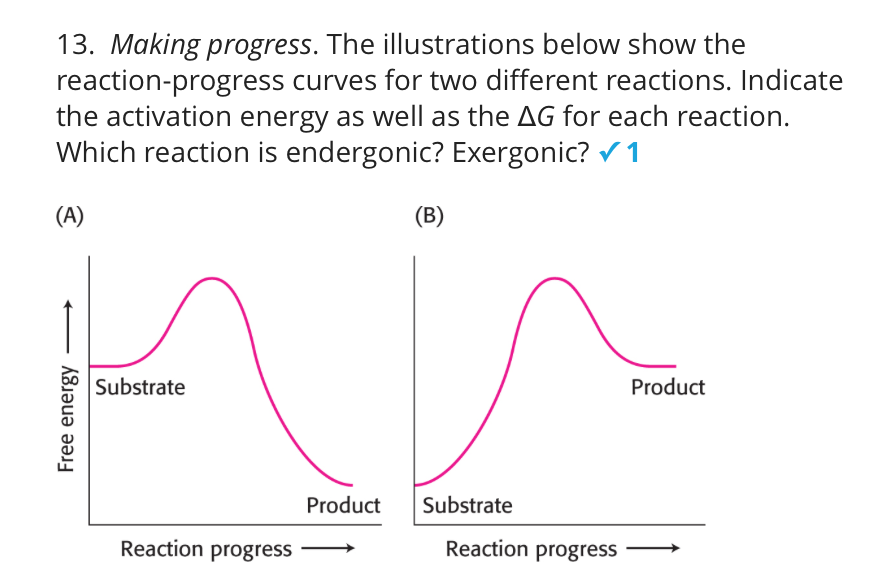 13. Making progress. The illustrations below show the
reaction-progress curves for two different reactions. Indicate
the activation energy as well as the ΔG for each reaction.
Which reaction is endergonic? Exergonic? ✓1
(A)
Free energy
Substrate
Product
Reaction progress
(B)
Product
Substrate
Reaction progress